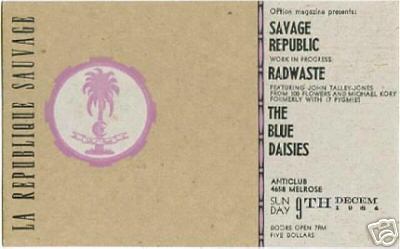 LA REPUBLIQUE SAUVAGE
OPtion magazine presents:
SAVAGE
REPUBLIC
WORK IN PROGRESS:
RADWASTE
FEATURING JOHN TALLEY-JONES
FROM 100 FLOWERS AND MICHAEL KORY
FORMERLY WITH 17 PYGMIES
THE
BLUE
DAISIES
ANTICLUB
4658 MELROSE
SUN
DAY 9TH DECEM
1984
DOORS OPEN 7PM
FIVE DOLLARS